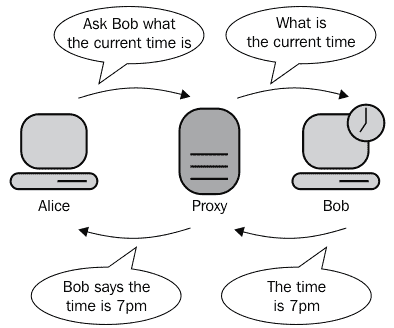 Ask Bob what
the current time is
What is
the current time
Alice
Proxy
Bob
Bob says the
time is 7pm
The time
is 7pm